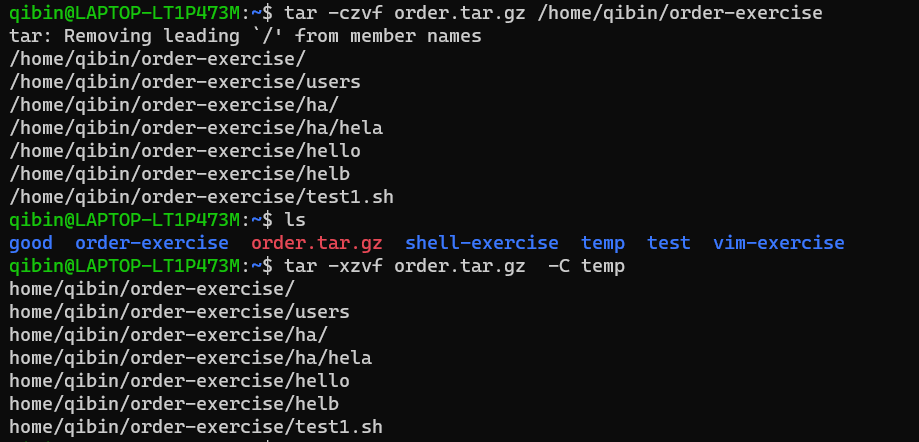 qibin@LAPTOP-LT1P473M:~$ tar -czvf order.tar.gz /home/qibin/order-exercise
tar: Removing leading `/' from member names
/home/qibin/order-exercise/
/home/qibin/order-exercise/users
/home/qibin/order-exercise/ha/
/home/qibin/order-exercise/ha/hela
/home/qibin/order-exercise/hello
/home/qibin/order-exercise/helb
/home/qibin/order-exercise/test1.sh
qibin@LAPTOP-LT1P473M:~$ ls
good  order-exercise  order.tar.gz  shell-exercise  temp  test  vim-exercise
qibin@LAPTOP-LT1P473M:~$ tar -xzvf order.tar.gz  -C temp
home/qibin/order-exercise/
home/qibin/order-exercise/users
home/qibin/order-exercise/ha/
home/qibin/order-exercise/ha/hela
home/qibin/order-exercise/hello
home/qibin/order-exercise/helb
home/qibin/order-exercise/test1.sh